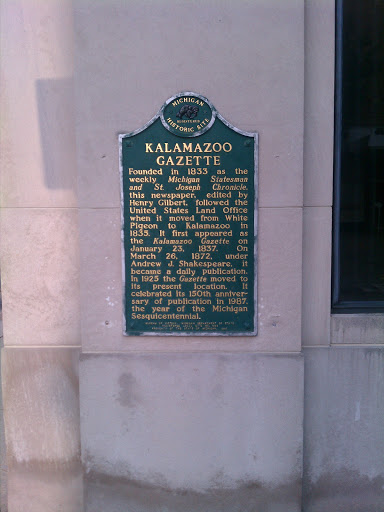 MICHIGAN
REGISTERED
HISTORIC SITE
KALAMAZOO
GAZETTE
Founded in 1833 as the
weekly Michigan Statesman
and St. Joseph Chronicle,
this newspaper, edited by
Henry Gilbert, followed the
United States Land Office
when it moved from White
Pigeon to Kalamazoo in
1835. It first appeared as
the Kalamazoo Gazette on
January 23, 1837. On
March 26, 1872, under
Andrew J. Shakespeare, it
became a daily publication.
In 1925 the Gazette moved to
its present location. It
celebrated its 150th anniver-
sary of publication in 1987,
the year of the Michigan
Sesquicentennial.